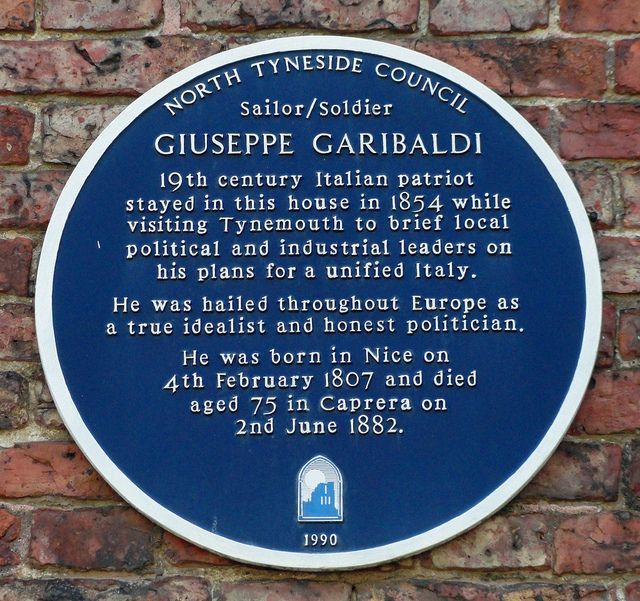 NORTH TYNESIDE COUNCIL
Sailor/Soldier
GIUSEPPE GARIBALDI
19th century Italian patriot
stayed in this house in 1854 while
visiting Tynemouth to brief local
political and industrial leaders on
his plans for a unified Italy.
He was hailed throughout Europe as
a true idealist and honest politician.
He was born in Nice on
4th February 1807 and died
aged 75 in Caprera on
2nd June 1882.
1990